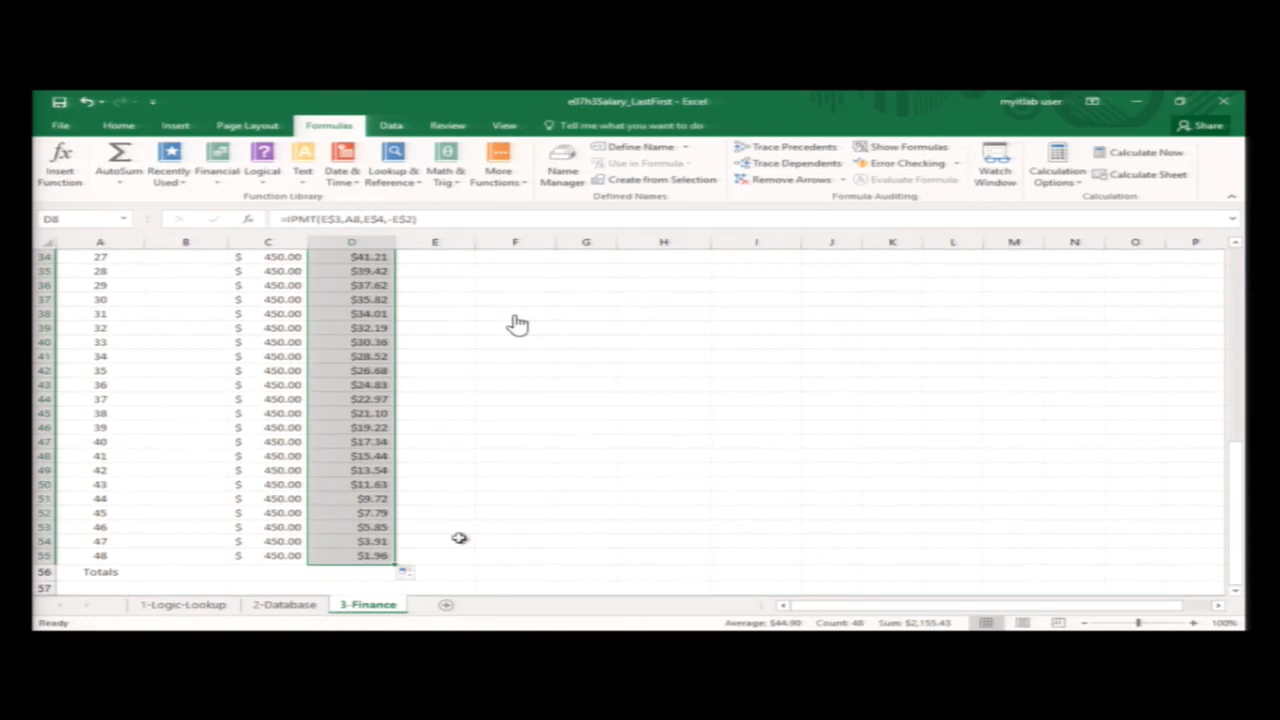 e07h3Salary_LastFirst - Excel
myitlab user
File Home Insert Page Layout Formulas Data Review View Tell me what you want to do Share
Insert Function
AutoSum
Recently Used
Financial
Logical
Text
Date & Time
Lookup & Reference
Math & Trig
More Functions
Function Library
Name Manager
Define Name
Use in Formula
Create from Selection
Defined Names
Trace Precedents
Trace Dependents
Remove Arrows
Show Formulas
Error Checking
Evaluate Formula
Formula Auditing
Watch Window
Calculation Options
Calculate Now
Calculate Sheet
Calculation
D8 fx =IPMT(E$3,A8,E$4,-E$2)
A B C D E F G H I J K L M N O P
34 27 $ 450.00 $41.21
35 28 $ 450.00 $39.42
36 29 $ 450.00 $37.62
37 30 $ 450.00 $35.82
38 31 $ 450.00 $34.01
39 32 $ 450.00 $32.19
40 33 $ 450.00 $30.36
41 34 $ 450.00 $28.52
42 35 $ 450.00 $26.68
43 36 $ 450.00 $24.83
44 37 $ 450.00 $22.97
45 38 $ 450.00 $21.10
46 39 $ 450.00 $19.22
47 40 $ 450.00 $17.34
48 41 $ 450.00 $15.44
49 42 $ 450.00 $13.54
50 43 $ 450.00 $11.63
51 44 $ 450.00 $9.72
52 45 $ 450.00 $7.79
53 46 $ 450.00 $5.85
54 47 $ 450.00 $3.91
55 48 $ 450.00 $1.96
56 Totals
57
1-Logic-Lookup 2-Database 3-Finance
Ready Average: $44.90 Count: 48 Sum: $2,155.43 100%